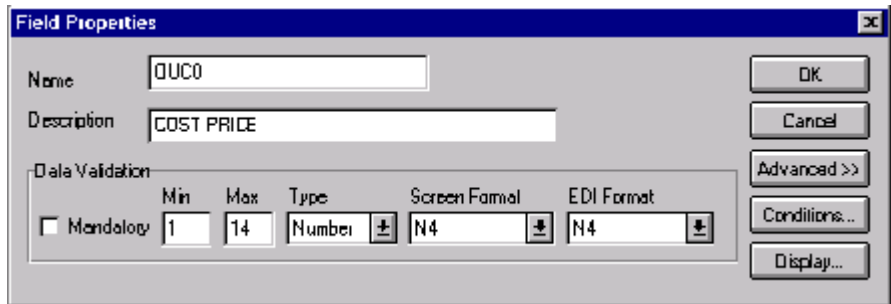 Field Properties
Name OUC0 OK
Description COST PRICE Cancel
Data Validation Advanced >>
Min Max Type Screen Format EDI Format
Mandatory 1 14 Number N4 N4 Conditions...
Display...